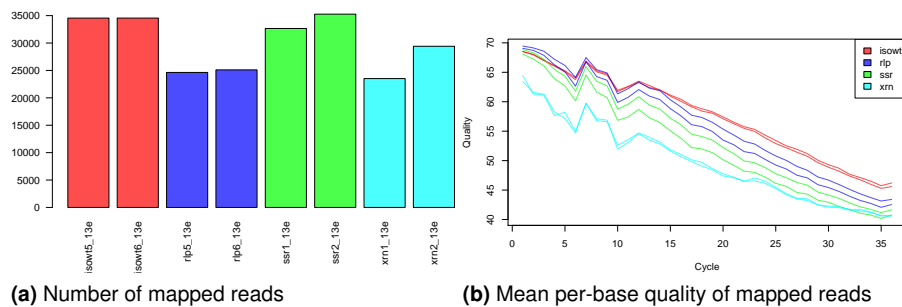 35000
30000
25000
20000
15000
10000
5000
0
isowt5_13e
isowt6_13e
rlp5_13e
rlp6_13e
ssr1_13e
ssr2_13e
xrn1_13e
xrn2_13e
(a) Number of mapped reads
70
65
60
55
50
45
40
Quality
0 5 10 15 20 25 30 35
Cycle
isowt
rlp
ssr
xrn
(b) Mean per-base quality of mapped reads